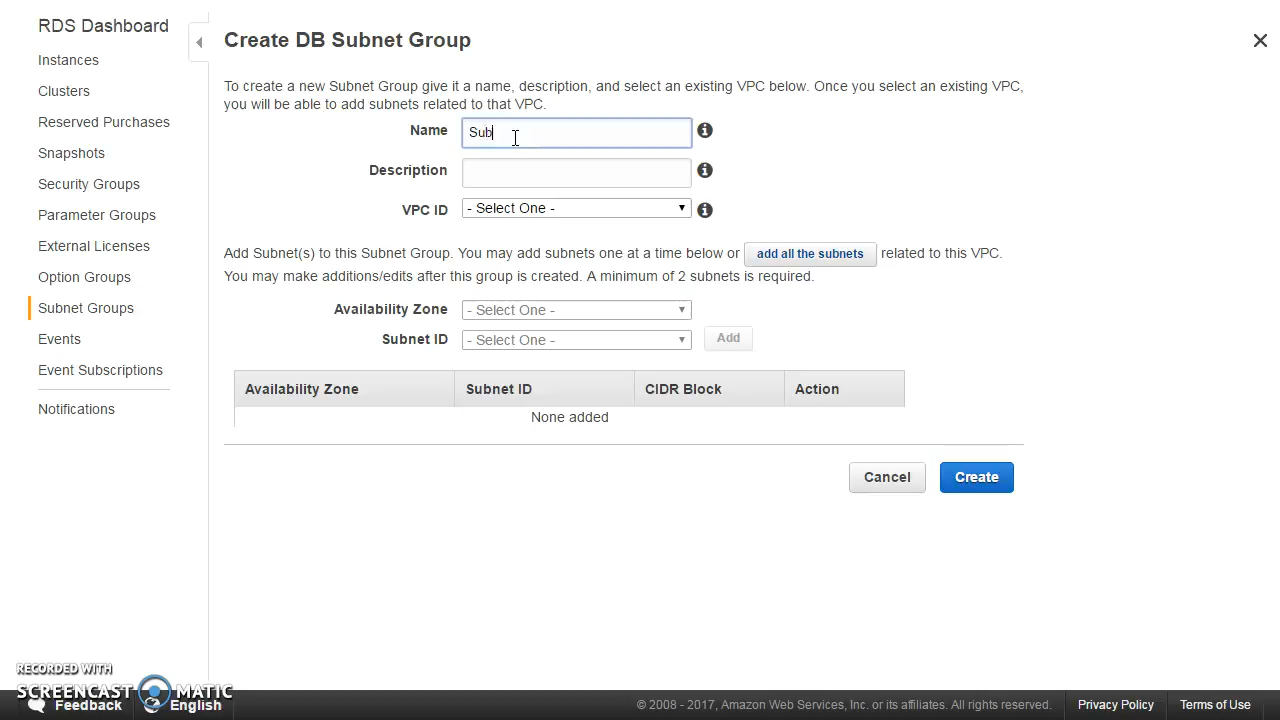 RDS Dashboard
Instances
Clusters
Reserved Purchases
Snapshots
Security Groups
Parameter Groups
External Licenses
Option Groups
Subnet Groups
Events
Event Subscriptions
Notifications
Create DB Subnet Group
To create a new Subnet Group give it a name, description, and select an existing VPC below. Once you select an existing VPC,
you will be able to add subnets related to that VPC.
Name Sub
Description
VPC ID - Select One -
Add Subnet(s) to this Subnet Group. You may add subnets one at a time below or add all the subnets related to this VPC.
You may make additions/edits after this group is created. A minimum of 2 subnets is required.
Availability Zone - Select One -
Subnet ID - Select One - Add
Availability Zone Subnet ID CIDR Block Action
None added
Cancel Create
RECORDED WITH
SCREENCAST MATIC
Feedback English © 2008 - 2017, Amazon Web Services, Inc. or its affiliates. All rights reserved. Privacy Policy Terms of Use